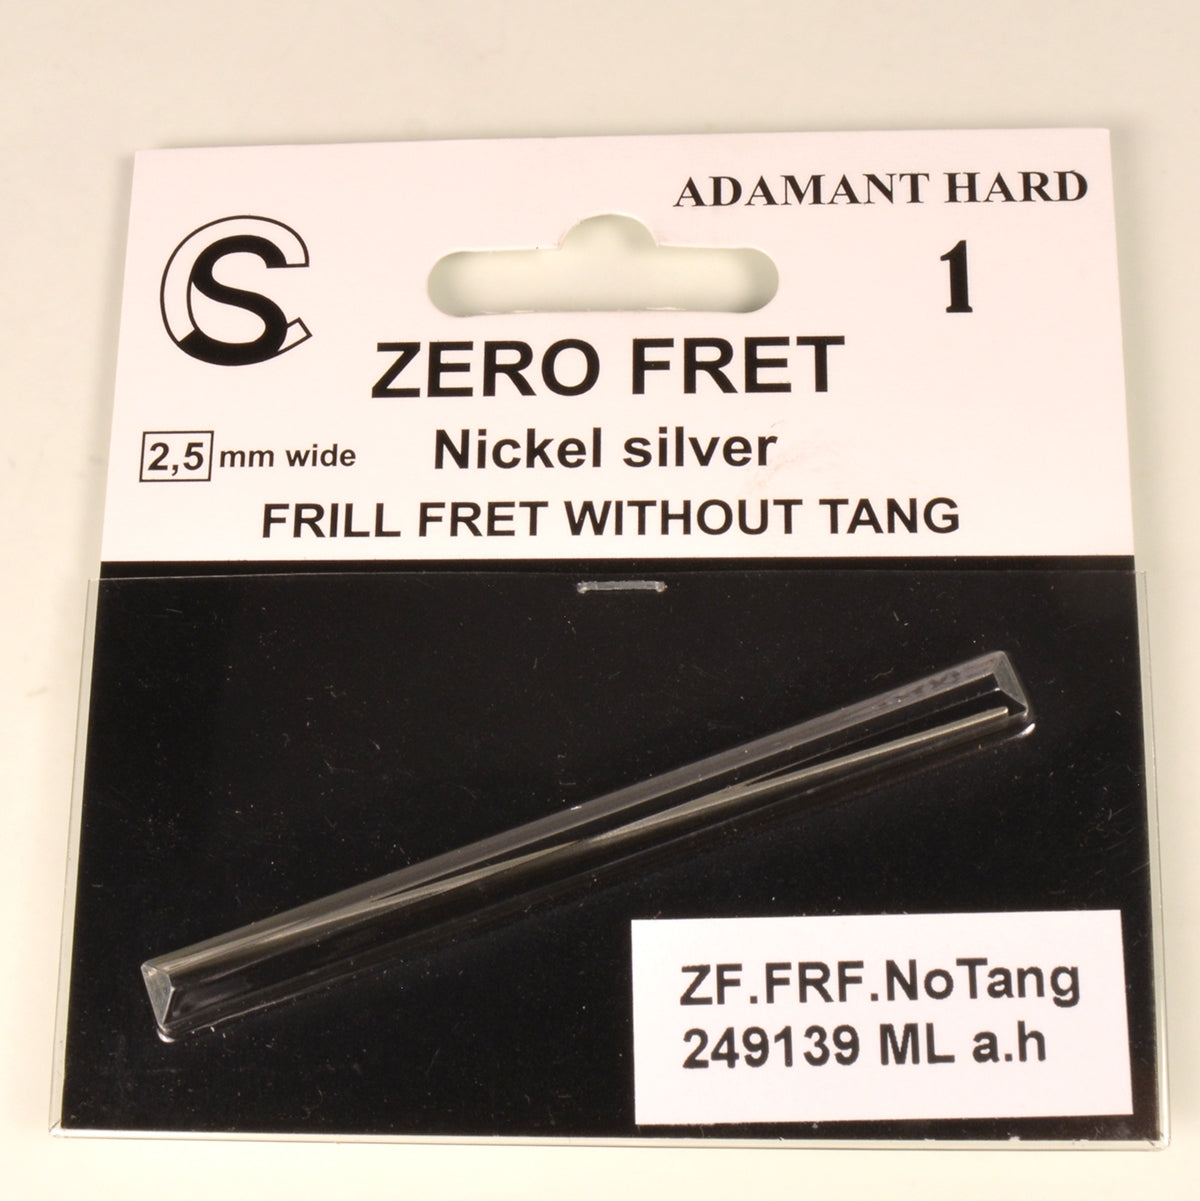 ADAMANT HARD
CS
1
ZERO FRET
2,5 mm wide
Nickel silver
FRILL FRET WITHOUT TANG
ZF.FRF.NoTang
249139 ML a.h